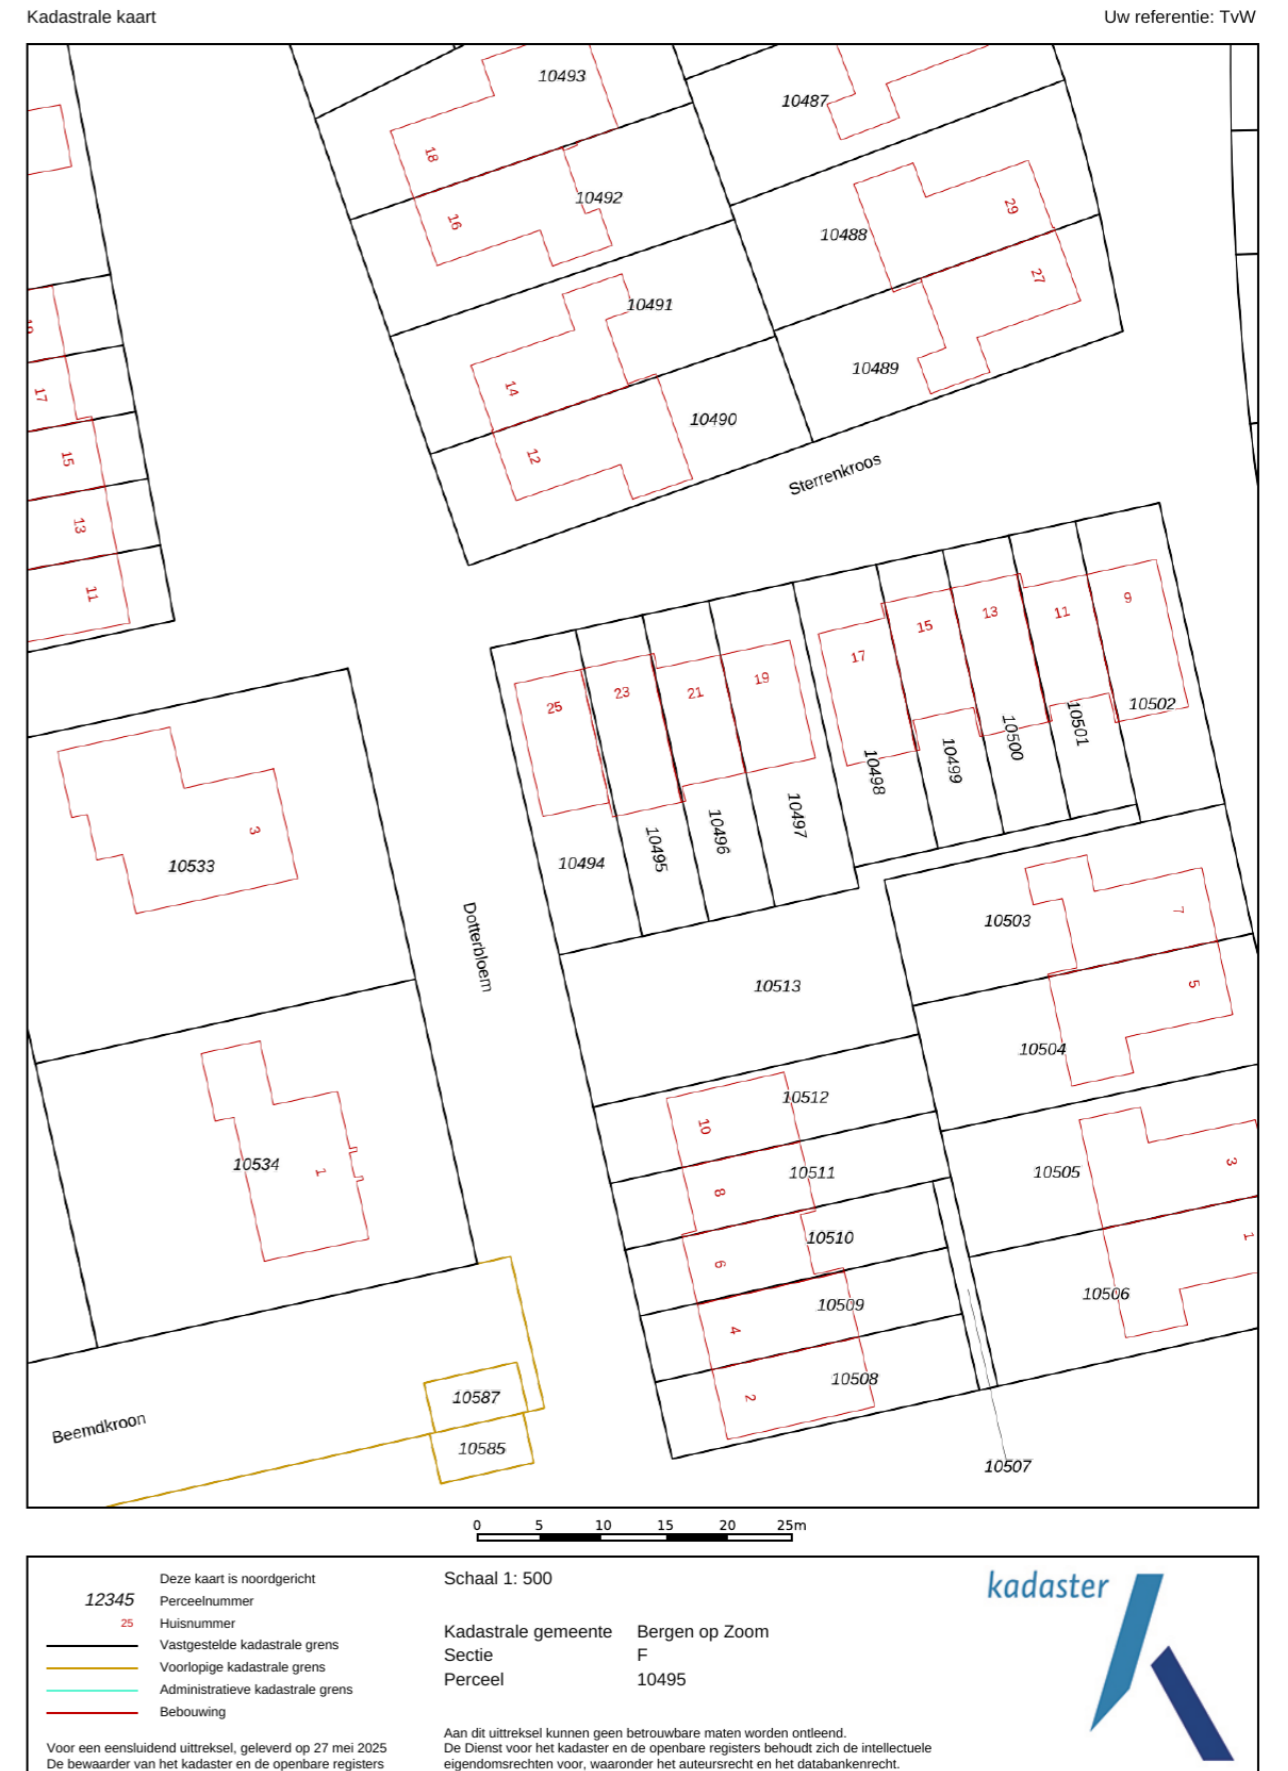 Kadastrale kaart
Uw referentie: TvW
10493
10487
18
10492
16
29
10488
27
10491
14
10489
10490
12
17
15
13
11
Sterrenkroos
9
11
13
15
17
19
21
23
25
10502
10501
10500
10499
10498
10497
10496
10495
10494
3
10533
Dotterbloem
10503
7
10513
5
10504
10512
10
10511
8
10505
3
10534
1
10510
6
1
10509
4
10506
10508
2
10587
Beemdkroon
10585
10507
0 5 10 15 20 25m
Deze kaart is noordgericht
12345 Perceelnummer
25 Huisnummer
Vastgestelde kadastrale grens
Voorlopige kadastrale grens
Administratieve kadastrale grens
Bebouwing
Voor een eensluidend uittreksel, geleverd op 27 mei 2025
De bewaarder van het kadaster en de openbare registers
Schaal 1: 500
Kadastrale gemeente Bergen op Zoom
Sectie F
Perceel 10495
Aan dit uittreksel kunnen geen betrouwbare maten worden ontleend.
De Dienst voor het kadaster en de openbare registers behoudt zich de intellectuele
eigendomsrechten voor, waaronder het auteursrecht en het databankenrecht.
kadaster